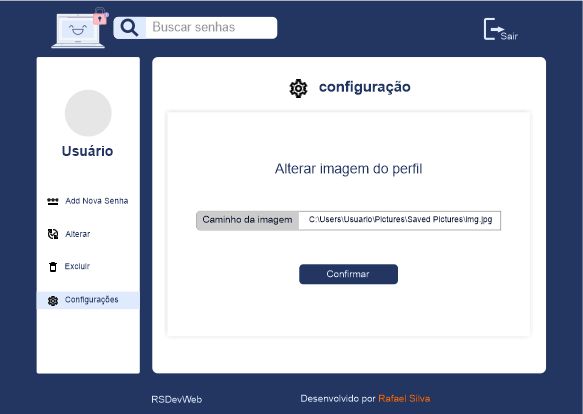 Buscar senhas
Sair
Usuário
Add Nova Senha
Alterar
Excluir
Configurações
configuração
Alterar imagem do perfil
Caminho da imagem C:\Users\Usuario\Pictures\Saved Pictures\img.jpg
Confirmar
RSDevWeb
Desenvolvido por Rafael Silva